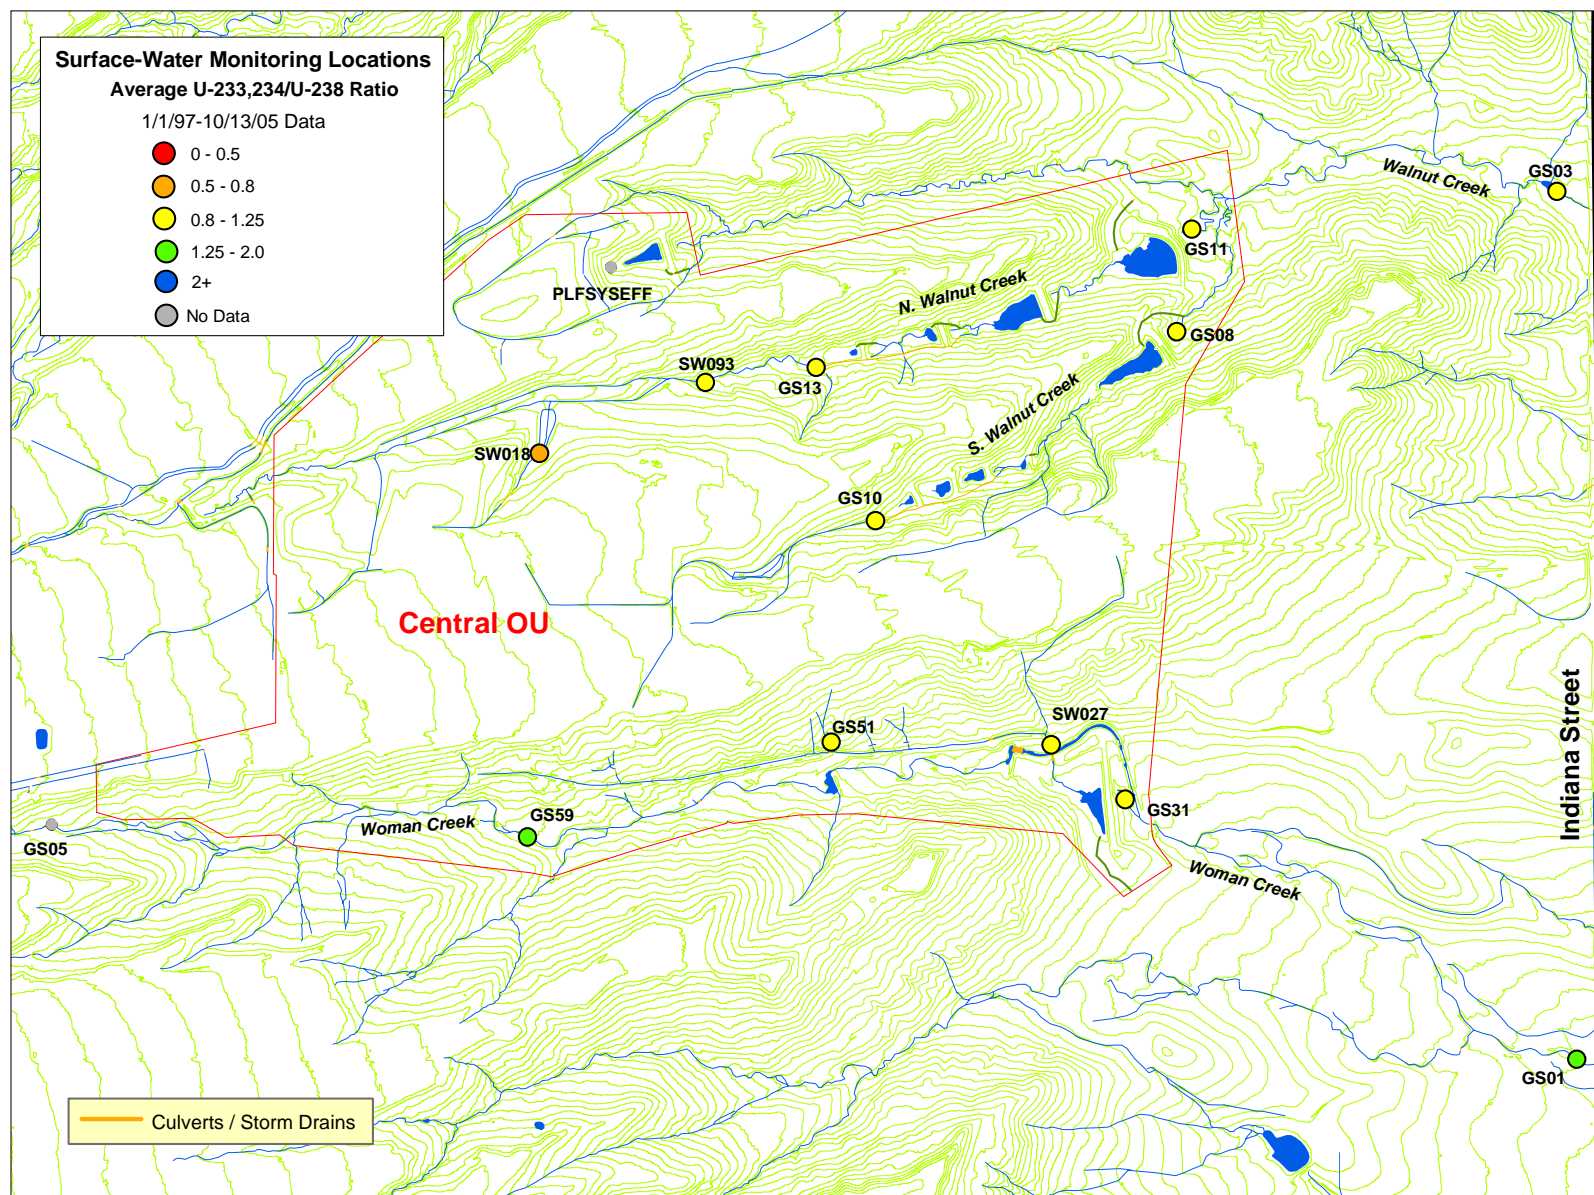 Surface-Water Monitoring Locations
Average U-233,234/U-238 Ratio
1/1/97-10/13/05 Data
0 - 0.5
0.5 - 0.8
0.8 - 1.25
1.25 - 2.0
2+
No Data
Walnut Creek
GS03
GS11
PLFSYSEFF
N. Walnut Creek
GS08
SW093
GS13
S. Walnut Creek
SW018
GS10
Central OU
Indiana Street
GS51
SW027
GS31
GS59
Woman Creek
GS05
Woman Creek
GS01
Culverts / Storm Drains